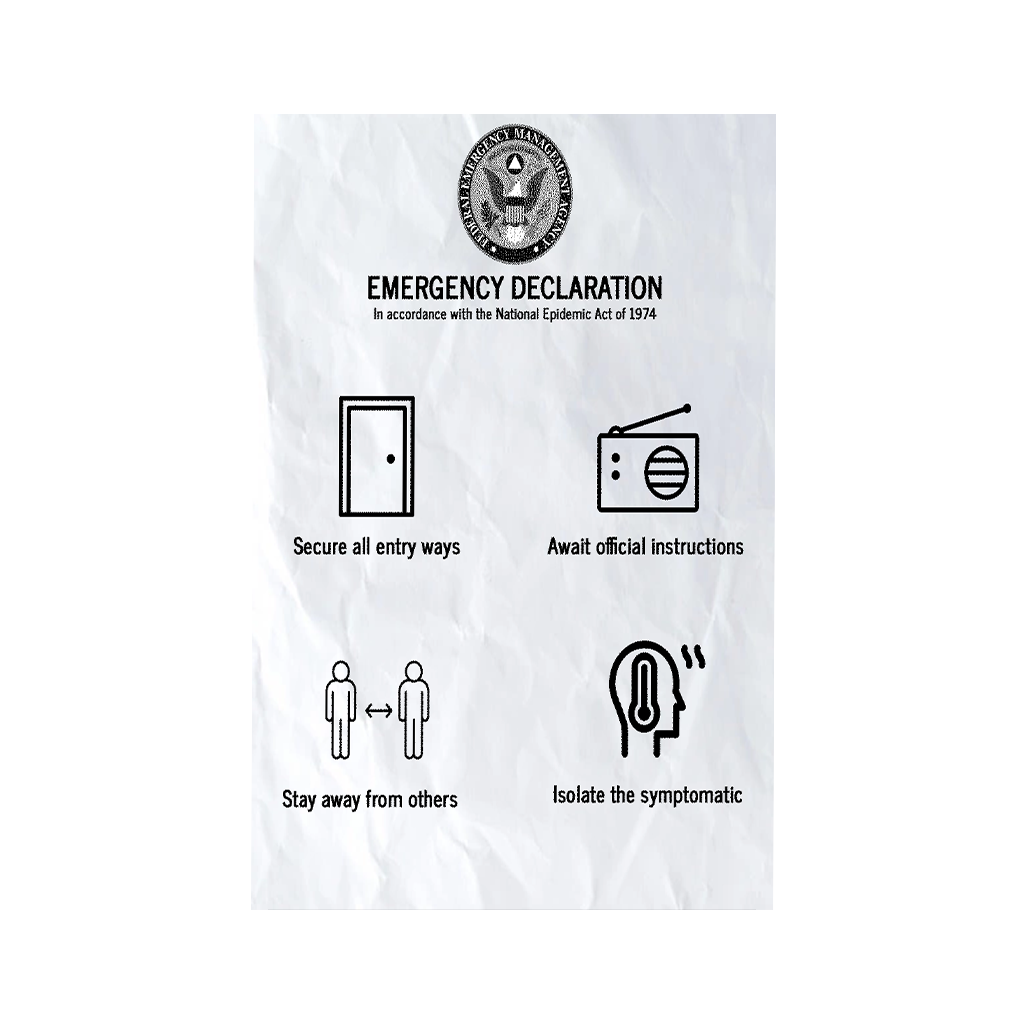 FEDERAL EMERGENCY MANAGEMENT AGENCY
EMERGENCY DECLARATION
In accordance with the National Epidemic Act of 1974
Secure all entry ways
Await official instructions
Stay away from others
Isolate the symptomatic